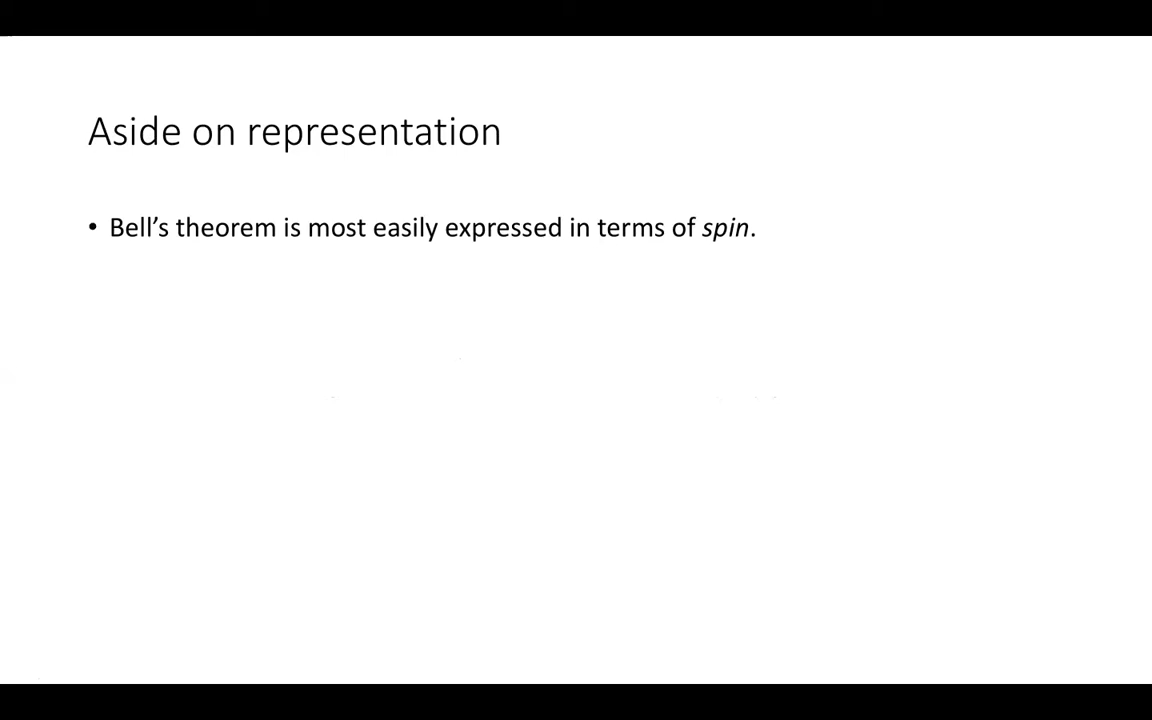 Aside on representation
• Bell’s theorem is most easily expressed in terms of spin.